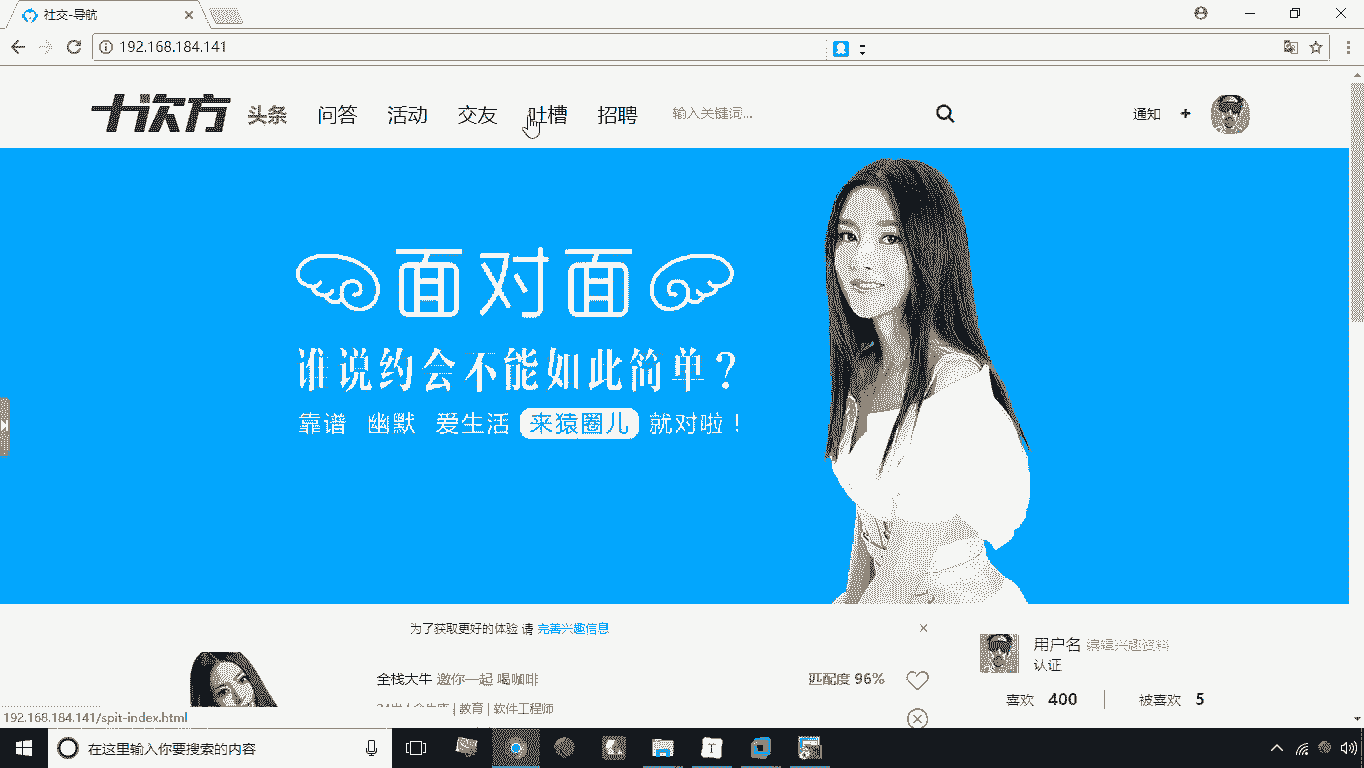 社交-导航
192.168.184.141
十次方 头条 问答 活动 交友 吐槽 招聘 输入关键词... 通知 +
面对面
谁说约会不能如此简单？
靠谱 幽默 爱生活 来猿圈儿 就对啦！
为了获取更好的体验 请 完善兴趣信息 ×
用户名 编辑兴趣资料
认证
全栈大牛 邀你一起 喝咖啡 匹配度 96%
喜欢 400 被喜欢 5
| 教育 | 软件工程师
192.168.184.141/spit-index.html
在这里输入你要搜索的内容